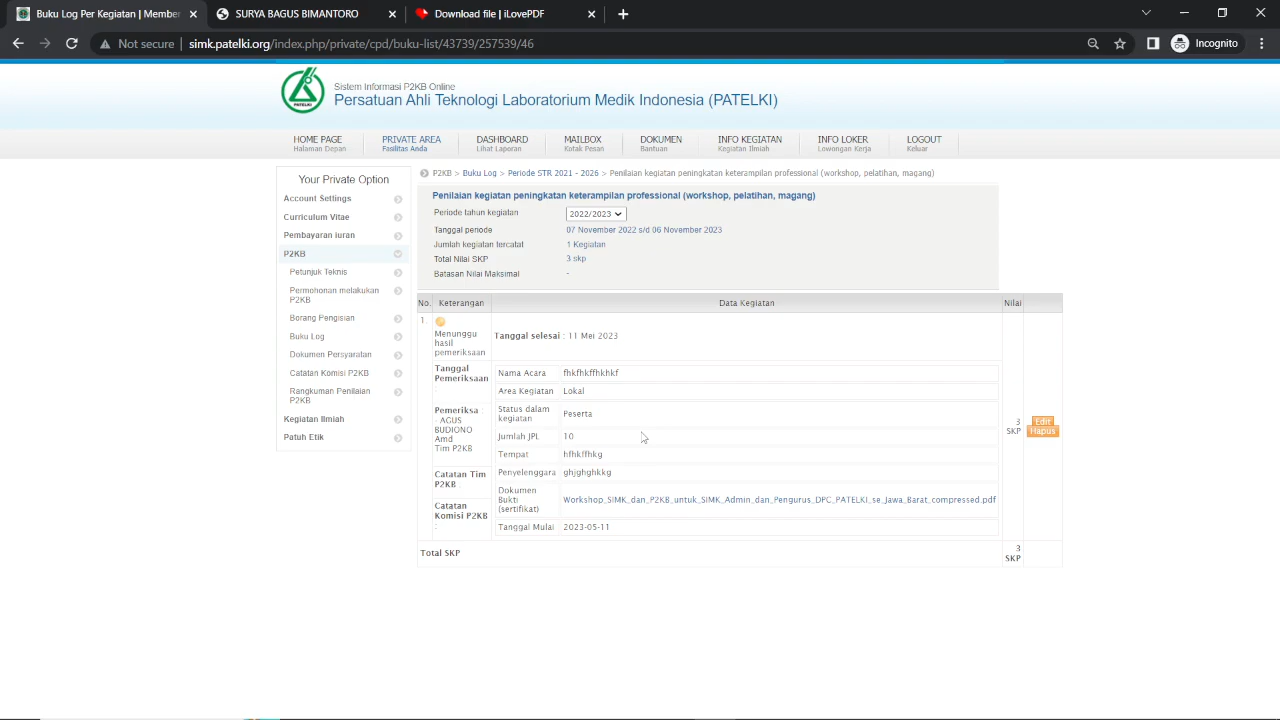 Buku Log Per Kegiatan | Member
SURYA BAGUS BIMANTORO
Download file | iLovePDF
Not secure
simk.patelki.org/index.php/private/cpd/buku-list/43739/257539/46
Incognito
PATELKI
Sistem Informasi P2KB Online
Persatuan Ahli Teknologi Laboratorium Medik Indonesia (PATELKI)
HOME PAGE
Halaman Depan
PRIVATE AREA
Fasilitas Anda
DASHBOARD
Lihat Laporan
MAILBOX
Kotak Pesan
DOKUMEN
Bantuan
INFO KEGIATAN
Kegiatan Ilmiah
INFO LOKER
Lowongan Kerja
LOGOUT
Keluar
Your Private Option
Account Settings
Curriculum Vitae
Pembayaran iuran
P2KB
Petunjuk Teknis
Permohonan melakukan
P2KB
Borang Pengisian
Buku Log
Dokumen Persyaratan
Catatan Komisi P2KB
Rangkuman Penilaian
P2KB
Kegiatan Ilmiah
Patuh Etik
P2KB > Buku Log > Periode STR 2021 - 2026 > Penilaian kegiatan peningkatan keterampilan professional (workshop, pelatihan, magang)
Penilaian kegiatan peningkatan keterampilan professional (workshop, pelatihan, magang)
Periode tahun kegiatan 2022/2023
Tanggal periode 07 November 2022 s/d 06 November 2023
Jumlah kegiatan tercatat 1 Kegiatan
Total Nilai SKP 3 skp
Batasan Nilai Maksimal -
No. Keterangan Data Kegiatan Nilai
1.
Menunggu
hasil
pemeriksaan
Tanggal
Pemeriksaan
:
Pemeriksa :
AGUS
BUDIONO
Amd
Tim P2KB
Catatan Tim
P2KB :
Catatan
Komisi P2KB
:
Tanggal selesai : 11 Mei 2023
Nama Acara fhkfhkffhkhkf
Area Kegiatan Lokal
Status dalam
kegiatan
Peserta
Jumlah JPL 10
Tempat hfhkffhkg
Penyelenggara ghjghghkkg
Dokumen
Bukti
(sertifikat)
Workshop_SIMK_dan_P2KB_untuk_SIMK_Admin_dan_Pengurus_DPC_PATELKI_se_Jawa_Barat_compressed.pdf
Tanggal Mulai 2023-05-11
3
SKP
Edit
Hapus
Total SKP
3
SKP